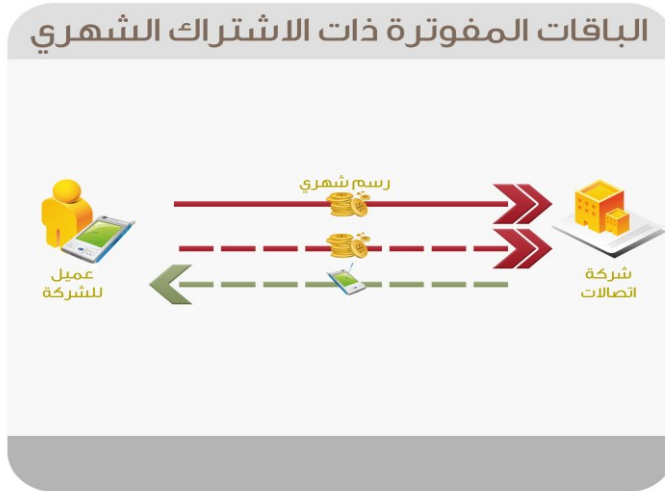 الباقات المفوترة ذات الاشتراك الشهري
رسم شهري
عميل
للشركة
شركة
اتصالات